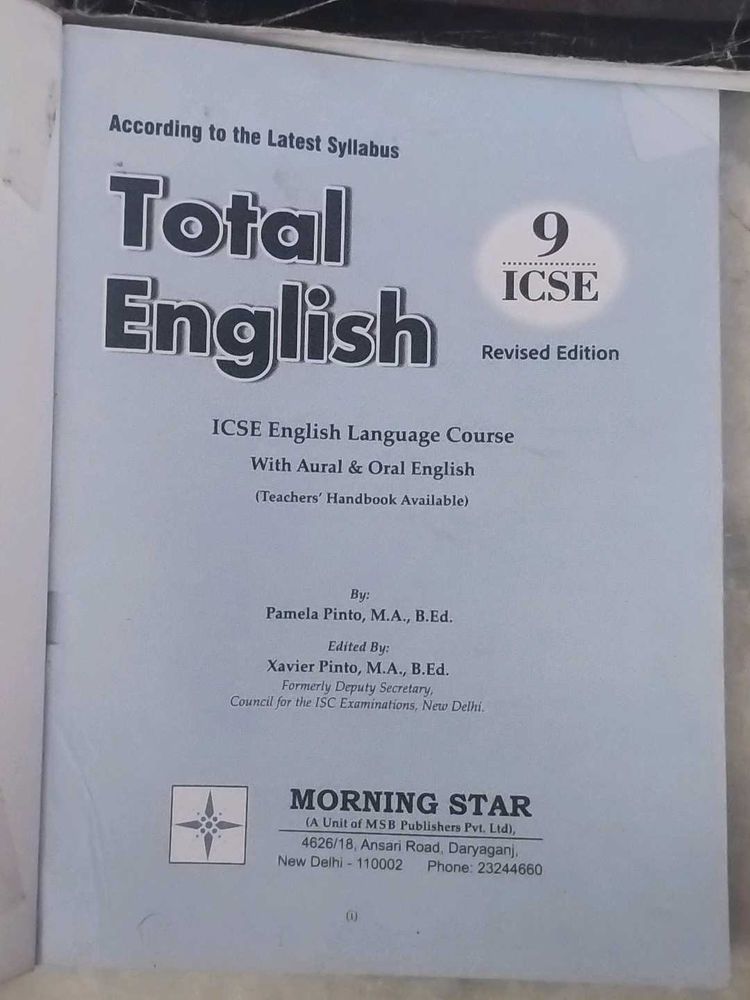 According to the Latest Syllabus
Total
English
9
ICSE
Revised Edition
ICSE English Language Course
With Aural & Oral English
(Teachers' Handbook Available)
By:
Pamela Pinto, M.A., B.Ed.
Edited By:
Xavier Pinto, M.A., B.Ed.
Formerly Deputy Secretary,
Council for the ISC Examinations, New Delhi.
MORNING STAR
(A Unit of MSB Publishers Pvt. Ltd),
4626/18, Ansari Road, Daryaganj,
New Delhi - 110002 Phone: 23244660
(i)